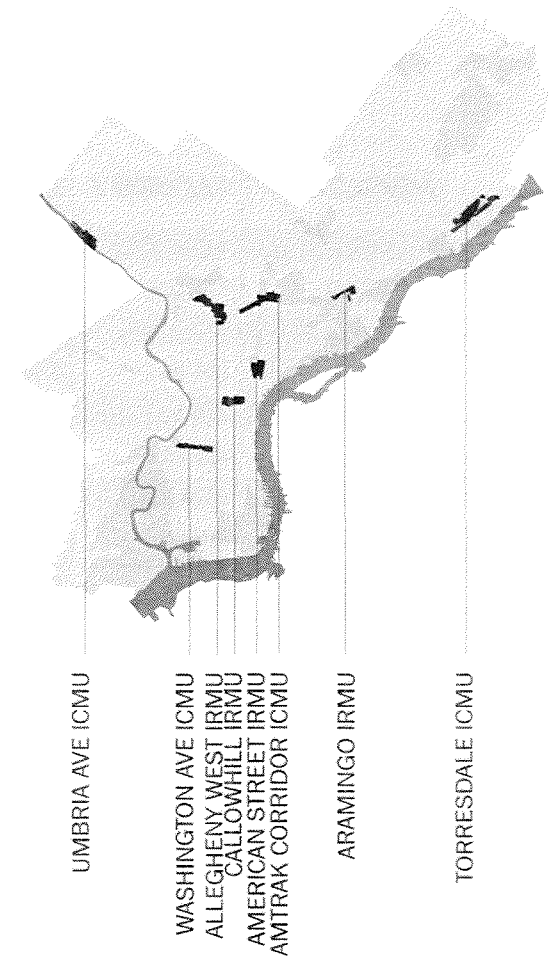 UMBRIA AVE ICMU
WASHINGTON AVE ICMU
ALLEGHENY WEST IRMU
CALLOWHILL IRMU
AMERICAN STREET IRMU
AMTRAK CORRIDOR ICMU
ARAMINGO IRMU
TORRESDALE ICMU